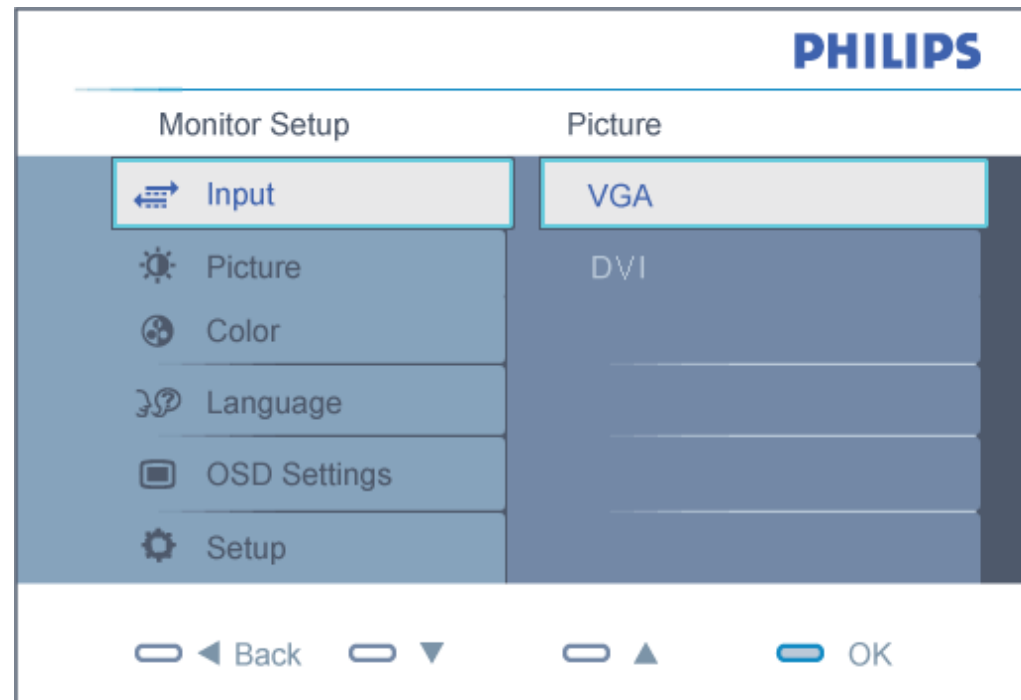 PHILIPS
Monitor Setup Picture
Input VGA
Picture DVI
Color
Language
OSD Settings
Setup
Back OK